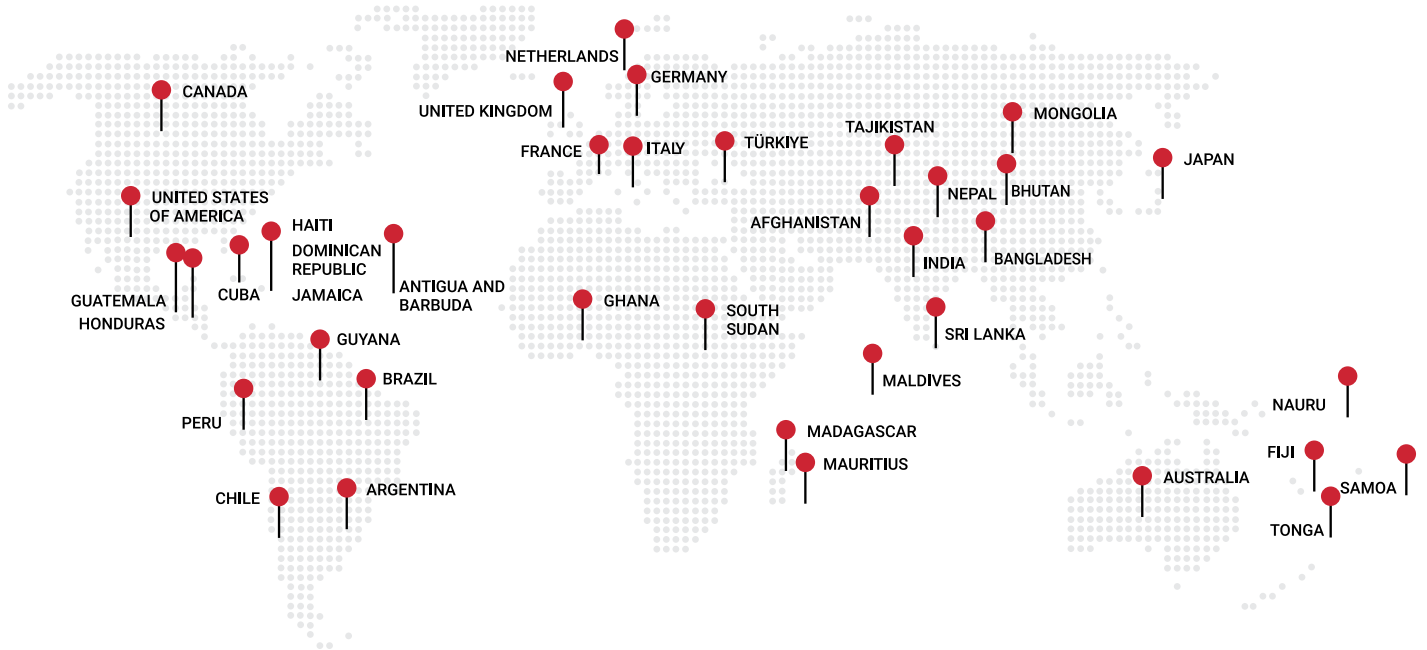 NETHERLANDS
GERMANY
CANADA
UNITED KINGDOM
MONGOLIA
TAJIKISTAN
TÜRKIYE
FRANCE
ITALY
JAPAN
NEPAL
BHUTAN
UNITED STATES
OF AMERICA
AFGHANISTAN
HAITI
DOMINICAN
REPUBLIC
JAMAICA
INDIA
BANGLADESH
ANTIGUA AND
BARBUDA
CUBA
GUATEMALA
HONDURAS
GHANA
SOUTH
SUDAN
SRI LANKA
GUYANA
BRAZIL
MALDIVES
PERU
NAURU
MADAGASCAR
MAURITIUS
FIJI
AUSTRALIA
SAMOA
CHILE
ARGENTINA
TONGA